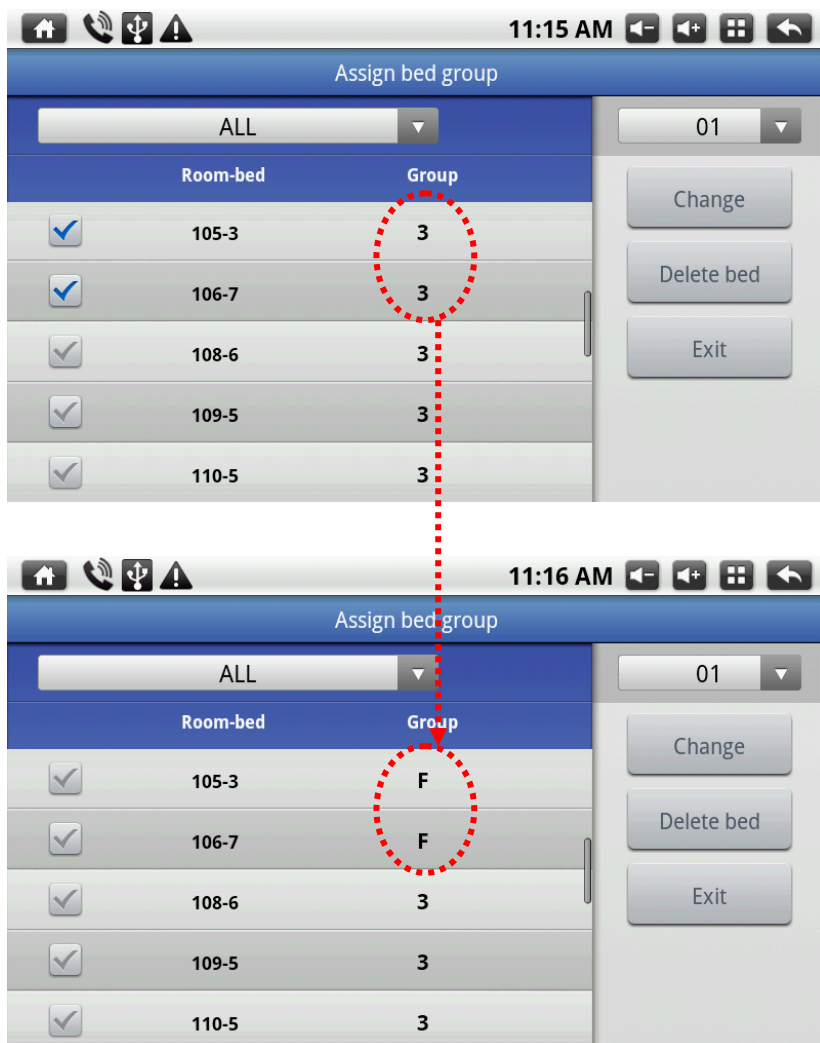 11:15 AM
Assign bed group
ALL
01
Room-bed Group
Change
105-3 3
Delete bed
106-7 3
Exit
108-6 3
109-5 3
110-5 3
11:16 AM
Assign bed group
ALL
01
Room-bed Group
Change
105-3 F
Delete bed
106-7 F
Exit
108-6 3
109-5 3
110-5 3